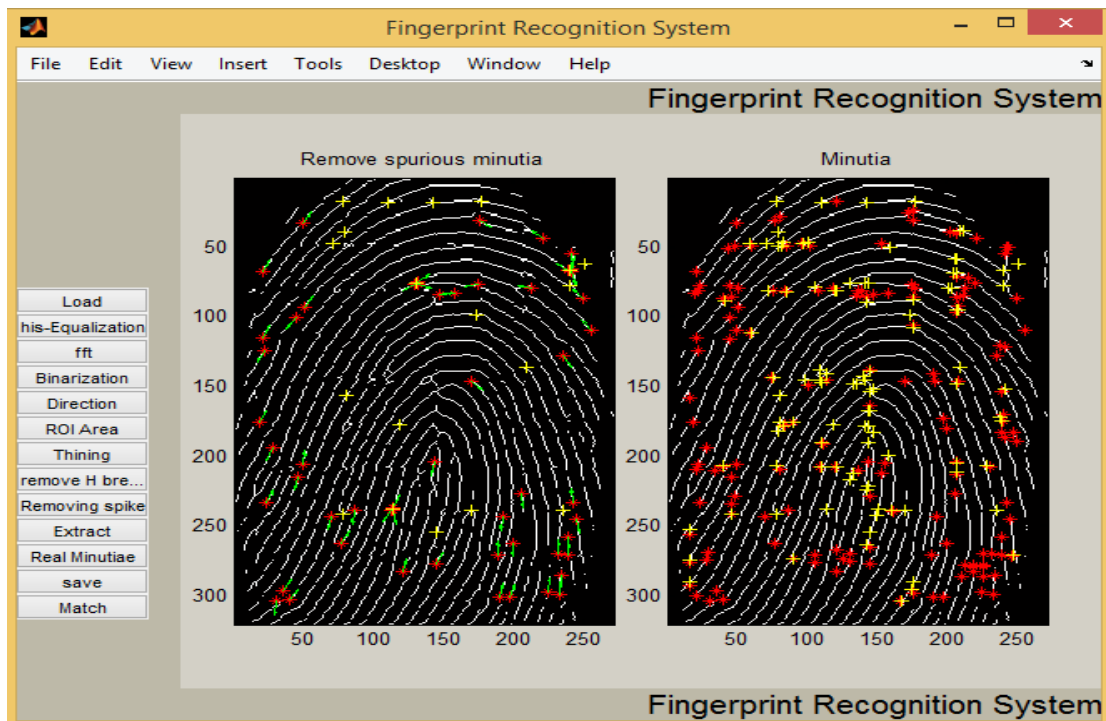 Fingerprint Recognition System
File Edit View Insert Tools Desktop Window Help
Fingerprint Recognition System
Remove spurious minutia
Minutia
Load
his-Equalization
fft
Binarization
Direction
ROI Area
Thining
remove H bre...
Removing spike
Extract
Real Minutiae
save
Match
50
100
150
200
250
300
50 100 150 200 250
50
100
150
200
250
300
50 100 150 200 250
Fingerprint Recognition System